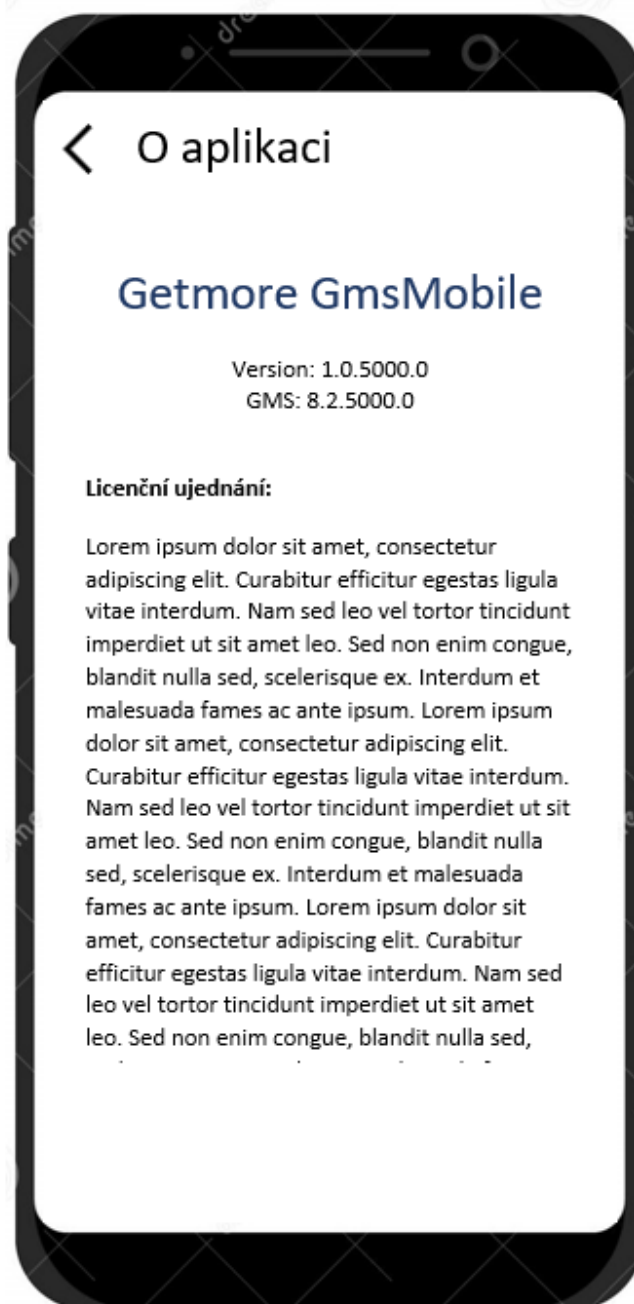 O aplikaci
Getmore GmsMobile
Version: 1.0.5000.0
GMS: 8.2.5000.0
Licenční ujednání:
Lorem ipsum dolor sit amet, consectetur
adipiscing elit. Curabitur efficitur egestas ligula
vitae interdum. Nam sed leo vel tortor tincidunt
imperdiet ut sit amet leo. Sed non enim congue,
blandit nulla sed, scelerisque ex. Interdum et
malesuada fames ac ante ipsum. Lorem ipsum
dolor sit amet, consectetur adipiscing elit.
Curabitur efficitur egestas ligula vitae interdum.
Nam sed leo vel tortor tincidunt imperdiet ut sit
amet leo. Sed non enim congue, blandit nulla
sed, scelerisque ex. Interdum et malesuada
fames ac ante ipsum. Lorem ipsum dolor sit
amet, consectetur adipiscing elit. Curabitur
efficitur egestas ligula vitae interdum. Nam sed
leo vel tortor tincidunt imperdiet ut sit amet
leo. Sed non enim congue, blandit nulla sed,